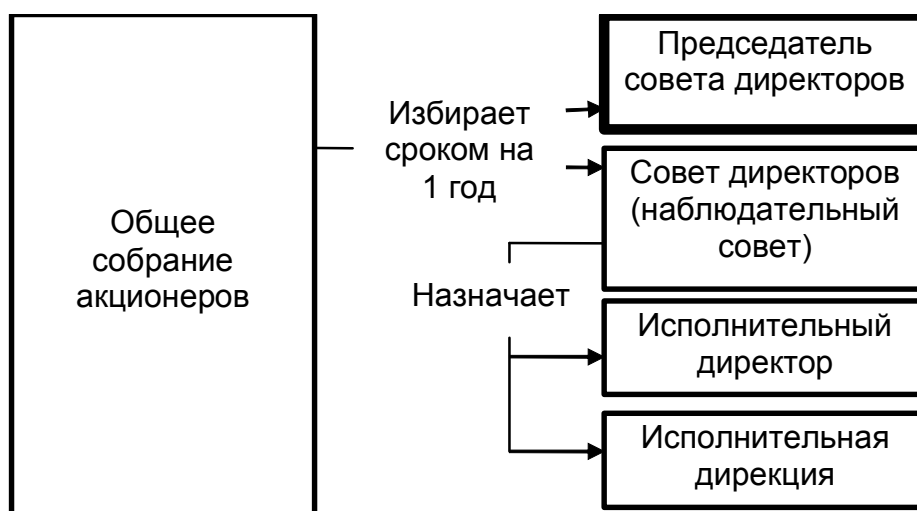 Общее
собрание
акционеров
Избирает
сроком на
1 год
Председатель
совета директоров
Совет директоров
(наблюдательный
совет)
Назначает
Исполнительный
директор
Исполнительная
дирекция